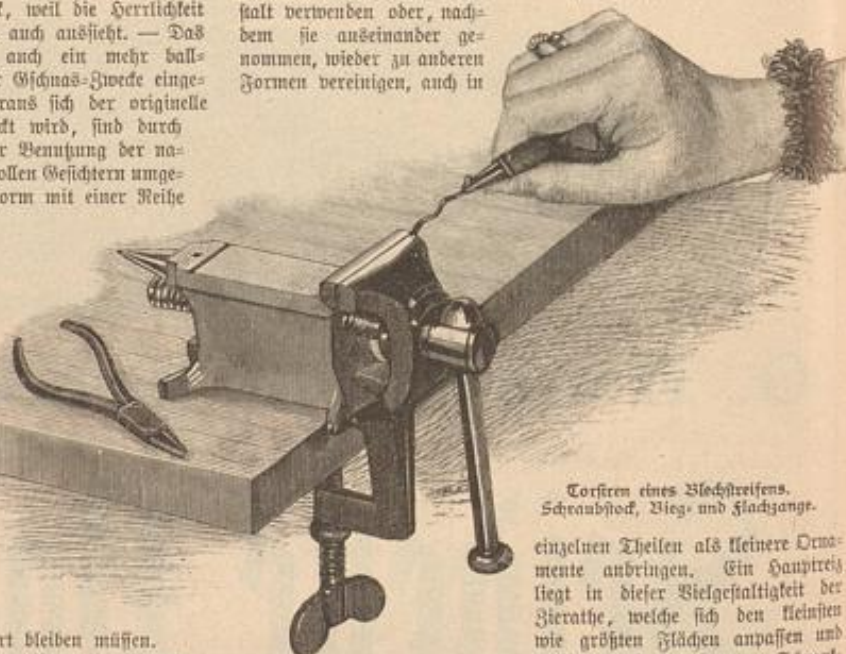 , weil die Herrlichkeit
auch aussieht. — Das
auch ein mehr ball-
r Gschnas-Zwecke einge-
raus sich der originelle
kt wird, sind durch
r Benutzung der na-
ollen Gesichtern umge-
orm mit einer Reihe
rt bleiben müssen.
stalt verwenden oder, nach-
dem sie auseinander ge-
nommen, wieder zu anderen
Formen vereinigen, auch in
Torsiren eines Blechstreifens.
Schraubstock, Bieg- und Flachzange.
einzelnen Theilen als kleinere Orna-
mente anbringen. Ein Hauptreiz
liegt in dieser Vielgestaltigkeit der
Zierathe, welche sich den kleinsten
wie größten Flächen anpassen und